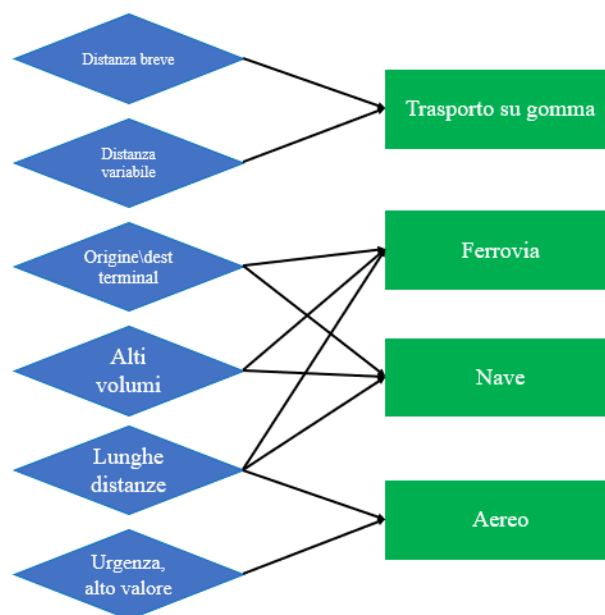 Distanza breve
Trasporto su gomma
Distanza
variabile
Origine\dest
terminal
Ferrovia
Alti
volumi
Nave
Lunghe
distanze
Aereo
Urgenza,
alto valore